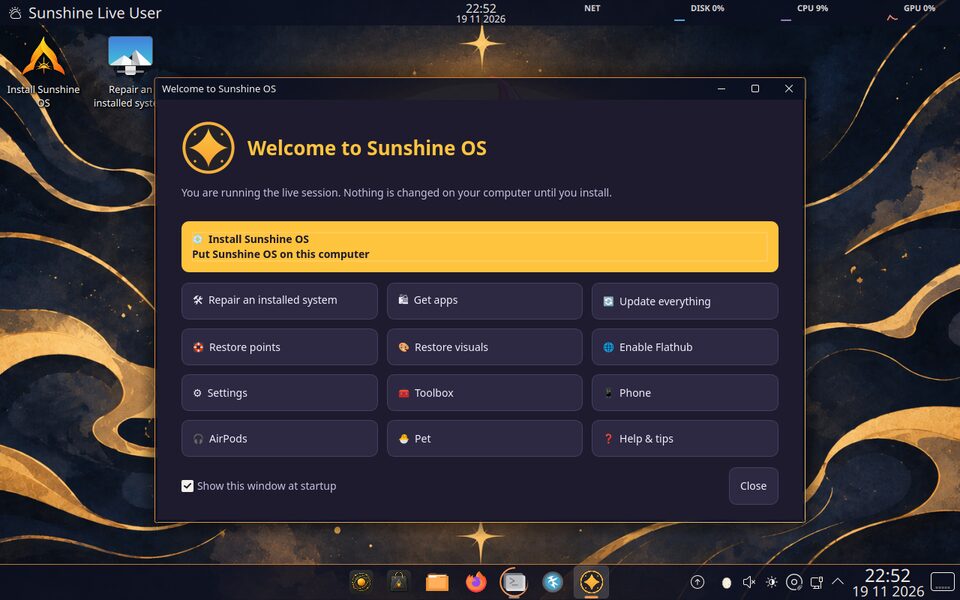 Sunshine Live User
22:52
19 11 2026
NET
DISK 0%
CPU 9%
GPU 0%
Install Sunshine
OS
Repair an
installed syste
Welcome to Sunshine OS
Welcome to Sunshine OS
You are running the live session. Nothing is changed on your computer until you install.
Install Sunshine OS
Put Sunshine OS on this computer
Repair an installed system
Get apps
Update everything
Restore points
Restore visuals
Enable Flathub
Settings
Toolbox
Phone
AirPods
Pet
Help & tips
Show this window at startup
Close
22:52
19 11 2026